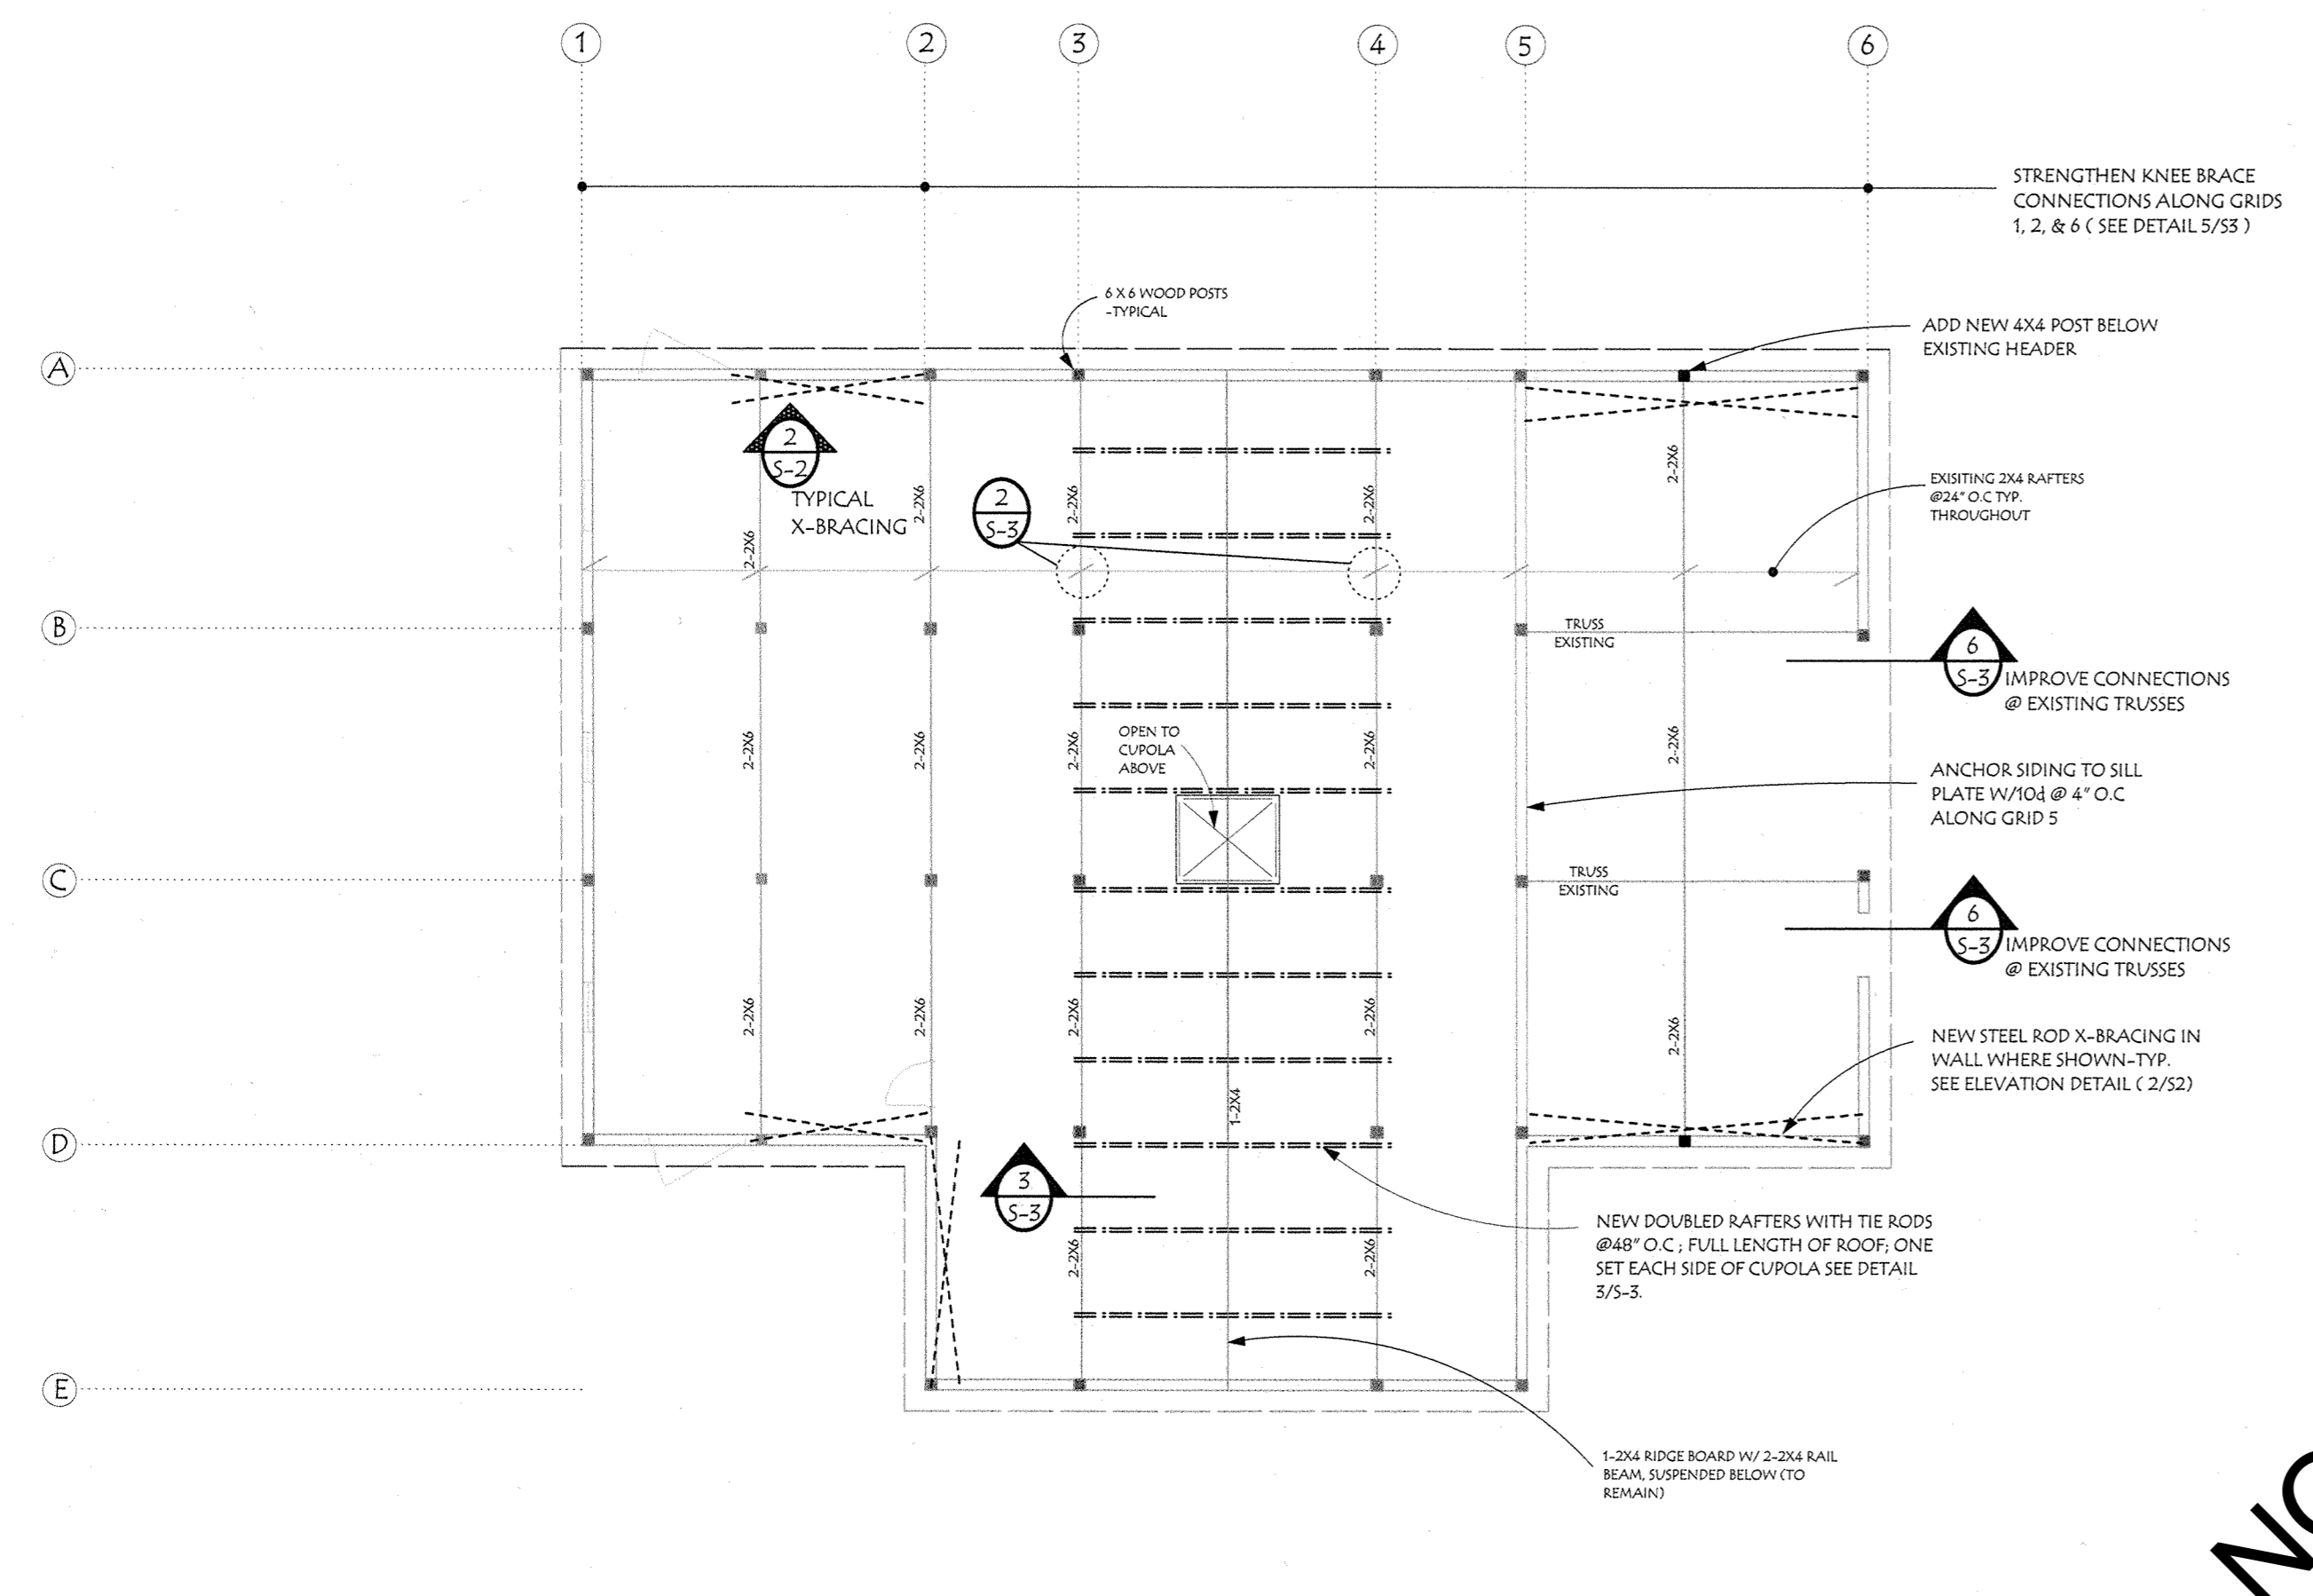 1
2
3
4
5
6
STRENGTHEN KNEE BRACE
CONNECTIONS ALONG GRIDS
1, 2, & 6 ( SEE DETAIL 5/S3 )
6 X 6 WOOD POSTS
-TYPICAL
ADD NEW 4X4 POST BELOW
EXISTING HEADER
A
2
S-2
TYPICAL
X-BRACING
2-2X6
2-2X6
2
S-3
2-2X6
2-2X6
2-2X6
EXISITING 2X4 RAFTERS
@24" O.C TYP.
THROUGHOUT
B
TRUSS
EXISTING
6
S-3
IMPROVE CONNECTIONS
@ EXISTING TRUSSES
2-2X6
2-2X6
2-2X6
OPEN TO
CUPOLA
ABOVE
2-2X6
2-2X6
ANCHOR SIDING TO SILL
PLATE W/10d @ 4" O.C
ALONG GRID 5
C
TRUSS
EXISTING
6
S-3
IMPROVE CONNECTIONS
@ EXISTING TRUSSES
2-2X6
2-2X6
2-2X6
2-2X6
2-2X6
NEW STEEL ROD X-BRACING IN
WALL WHERE SHOWN-TYP.
SEE ELEVATION DETAIL ( 2/S2)
1-2X4
D
3
S-3
2-2X6
2-2X6
NEW DOUBLED RAFTERS WITH TIE RODS
@48" O.C ; FULL LENGTH OF ROOF; ONE
SET EACH SIDE OF CUPOLA SEE DETAIL
3/S-3.
E
1-2X4 RIDGE BOARD W/ 2-2X4 RAIL
BEAM, SUSPENDED BELOW (TO
REMAIN)